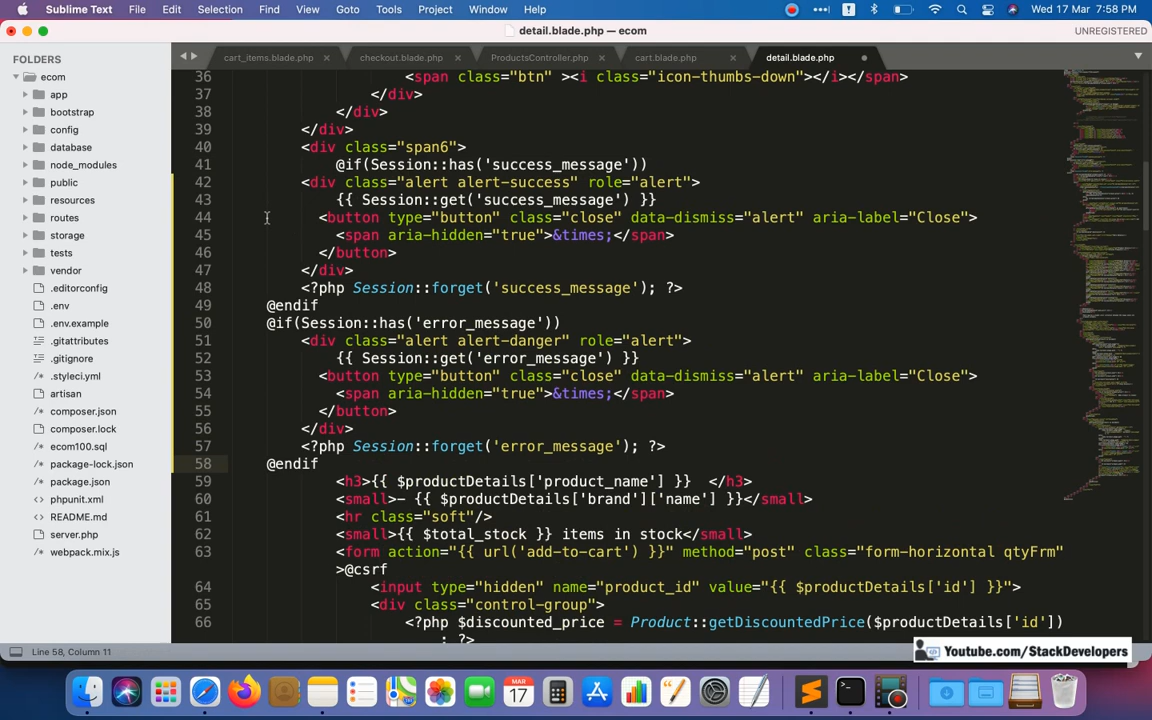 Sublime Text File Edit Selection Find View Goto Tools Project Window Help Wed 17 Mar 7:58 PM
detail.blade.php — ecom UNREGISTERED
FOLDERS
ecom
app
bootstrap
config
database
node_modules
public
resources
routes
storage
tests
vendor
.editorconfig
.env
.env.example
.gitattributes
.gitignore
.styleci.yml
artisan
composer.json
composer.lock
ecom100.sql
package-lock.json
package.json
phpunit.xml
README.md
server.php
webpack.mix.js
cart_items.blade.php checkout.blade.php ProductsController.php cart.blade.php detail.blade.php
36 <span class="btn" ><i class="icon-thumbs-down"></i></span>
37 </div>
38 </div>
39 </div>
40 <div class="span6">
41 @if(Session::has('success_message'))
42 <div class="alert alert-success" role="alert">
43 {{ Session::get('success_message') }}
44 <button type="button" class="close" data-dismiss="alert" aria-label="Close">
45 <span aria-hidden="true">&times;</span>
46 </button>
47 </div>
48 <?php Session::forget('success_message'); ?>
49 @endif
50 @if(Session::has('error_message'))
51 <div class="alert alert-danger" role="alert">
52 {{ Session::get('error_message') }}
53 <button type="button" class="close" data-dismiss="alert" aria-label="Close">
54 <span aria-hidden="true">&times;</span>
55 </button>
56 </div>
57 <?php Session::forget('error_message'); ?>
58 @endif
59 <h3>{{ $productDetails['product_name'] }}  </h3>
60 <small>- {{ $productDetails['brand']['name'] }}</small>
61 <hr class="soft"/>
62 <small>{{ $total_stock }} items in stock</small>
63 <form action="{{ url('add-to-cart') }}" method="post" class="form-horizontal qtyFrm"
>@csrf
64 <input type="hidden" name="product_id" value="{{ $productDetails['id'] }}">
65 <div class="control-group">
66 <?php $discounted_price = Product::getDiscountedPrice($productDetails['id'])
; ?>
Line 58, Column 11
Youtube.com/StackDevelopers
MAR
17